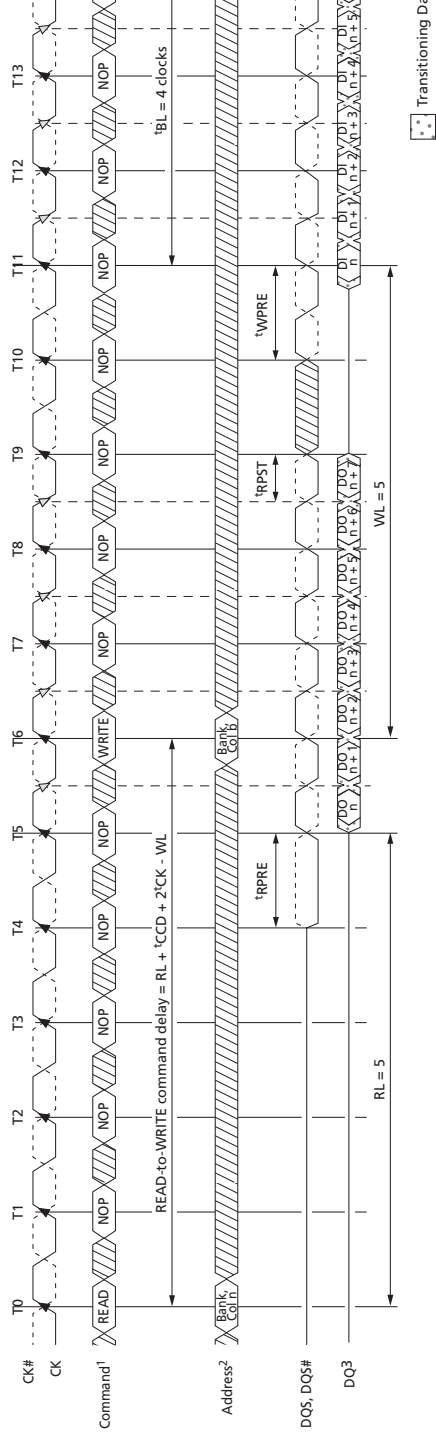 T0 T1 T2 T3 T4 T5 T6 T7 T8 T9 T10 T11 T12 T13
CK#
CK
Command1 READ NOP NOP NOP NOP NOP WRITE NOP NOP NOP NOP NOP NOP NOP
READ-to-WRITE command delay = RL + tCCD + 2tCK - WL
tBL = 4 clocks
Address2 Bank, Col n Bank, Col b
tRPRE tRPST tWPRE
DQS, DQS#
DQ3 DO n DO n + 1 DO n + 2 DO n + 3 DO n + 4 DO n + 5 DO n + 6 DO n + 7 DI n DI n + 1 DI n + 2 DI n + 3 DI n + 4 DI n + 5
RL = 5 WL = 5
Transitioning Da